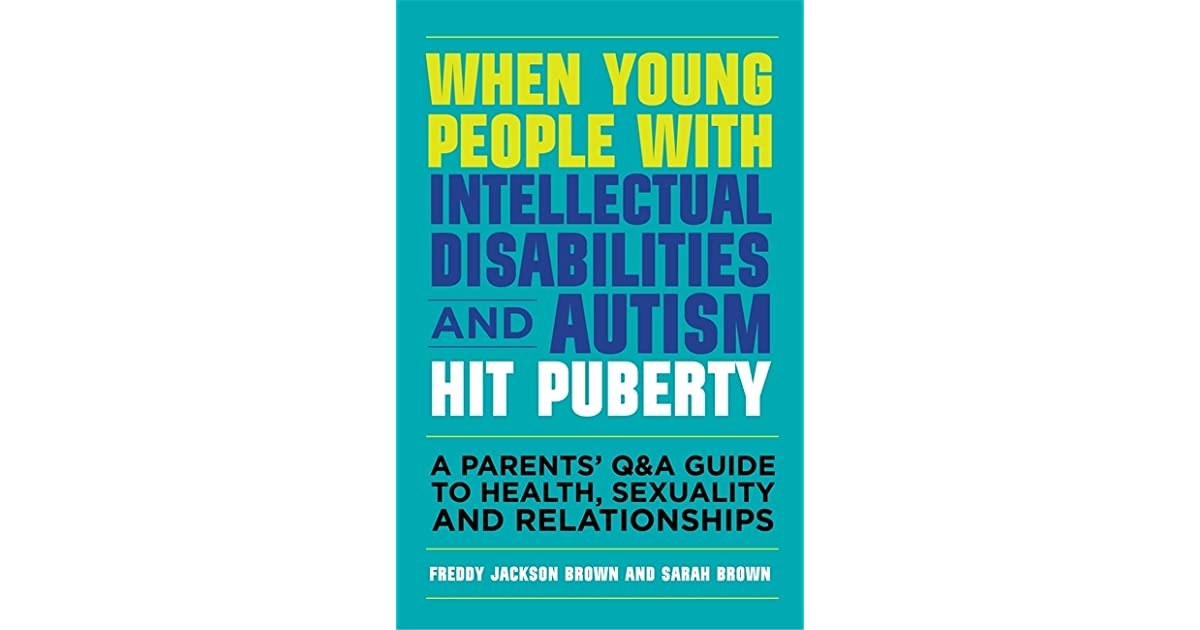 WHEN YOUNG
PEOPLE WITH
INTELLECTUAL
DISABILITIES
AND AUTISM
HIT PUBERTY
A PARENTS’ Q&A GUIDE
TO HEALTH, SEXUALITY
AND RELATIONSHIPS
FREDDY JACKSON BROWN AND SARAH BROWN